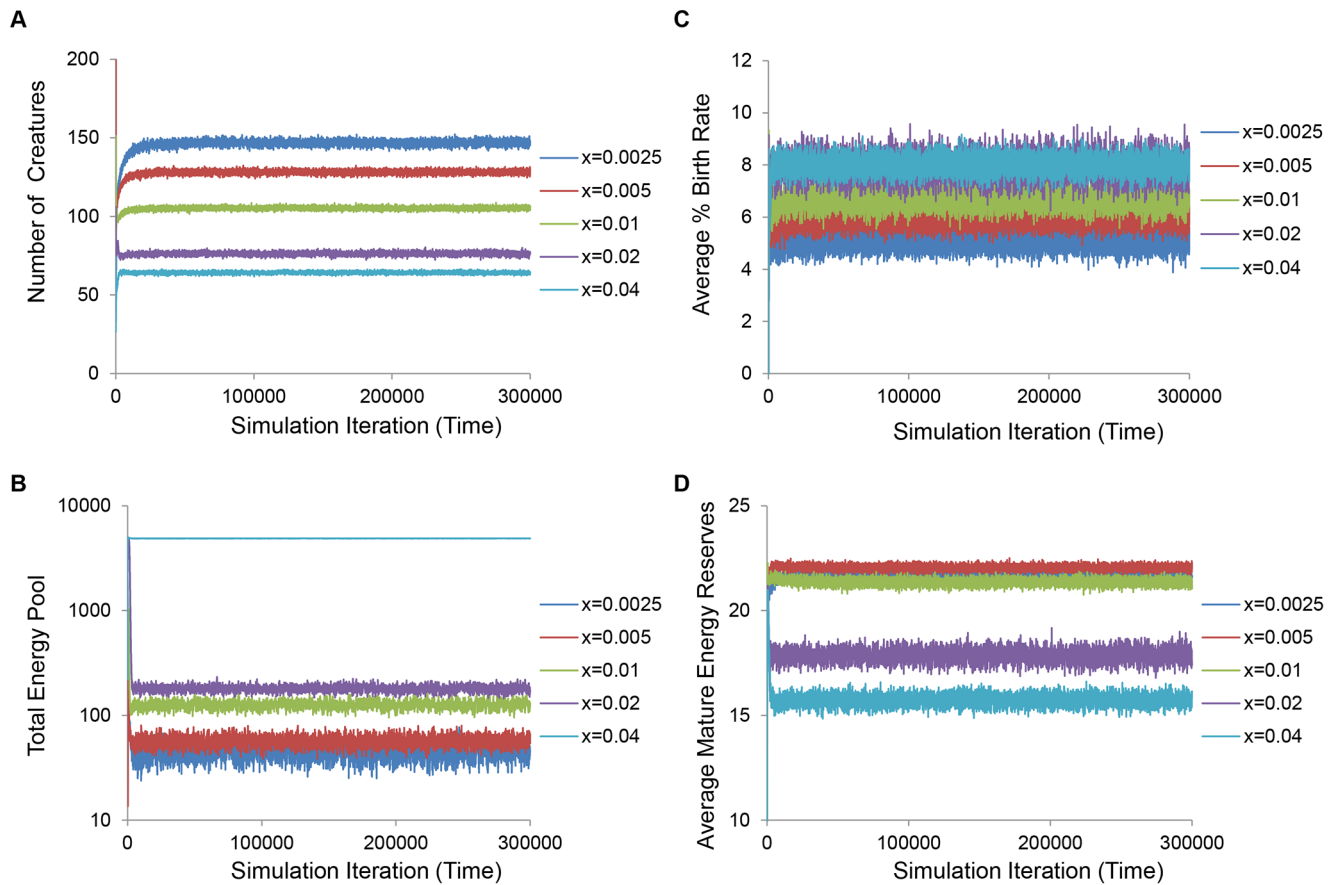 A
Number of Creatures
200
150
100
50
0
0 100000 200000 300000
Simulation Iteration (Time)
x=0.0025
x=0.005
x=0.01
x=0.02
x=0.04
C
Average % Birth Rate
12
10
8
6
4
2
0
0 100000 200000 300000
Simulation Iteration (Time)
x=0.0025
x=0.005
x=0.01
x=0.02
x=0.04
B
Total Energy Pool
10000
1000
100
10
0 100000 200000 300000
Simulation Iteration (Time)
x=0.0025
x=0.005
x=0.01
x=0.02
x=0.04
D
Average Mature Energy Reserves
25
20
15
10
0 100000 200000 300000
Simulation Iteration (Time)
x=0.0025
x=0.005
x=0.01
x=0.02
x=0.04